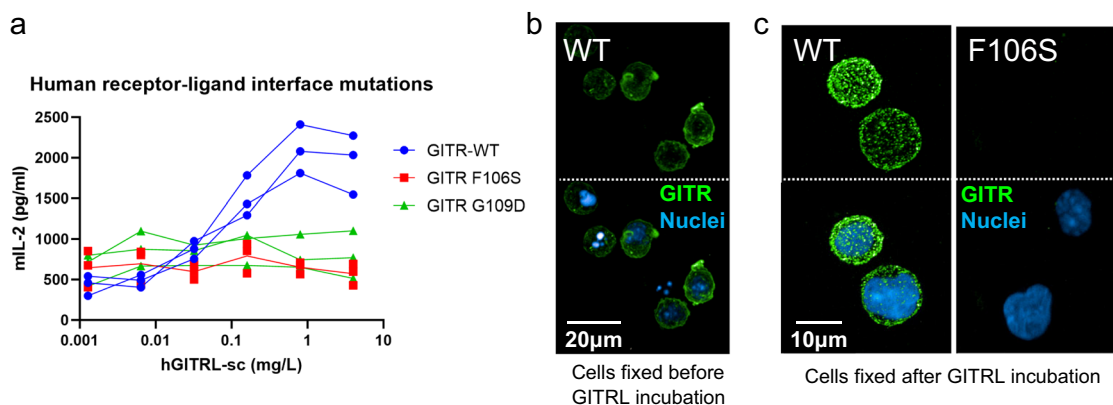 a
Human receptor-ligand interface mutations
2500
2000
1500
1000
500
0
mIL-2 (pg/ml)
0.001
0.01
0.1
1
10
hGITRL-sc (mg/L)
GITR-WT
GITR F106S
GITR G109D
b
WT
GITR
Nuclei
20μm
Cells fixed before
GITRL incubation
c
WT
F106S
GITR
Nuclei
GITR
Nuclei
10μm
Cells fixed after GITRL incubation